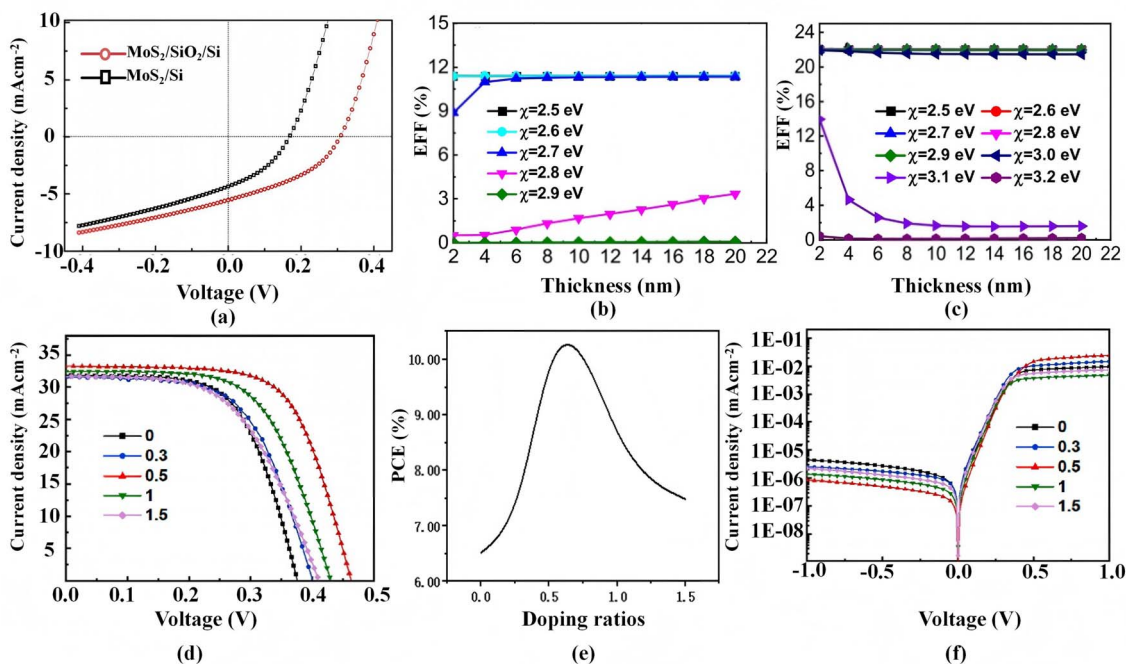 10
5
0
-5
-10
Current density (mAcm-2)
MoS2/SiO2/Si
MoS2/Si
-0.4
-0.2
0.0
0.2
0.4
Voltage (V)
(a)
15
12
9
6
3
0
EFF (%)
χ=2.5 eV
χ=2.6 eV
χ=2.7 eV
χ=2.8 eV
χ=2.9 eV
2 4 6 8 10 12 14 16 18 20 22
Thickness (nm)
(b)
28
24
20
16
12
8
4
0
EFF (%)
χ=2.5 eV χ=2.6 eV
χ=2.7 eV χ=2.8 eV
χ=2.9 eV χ=3.0 eV
χ=3.1 eV χ=3.2 eV
2 4 6 8 10 12 14 16 18 20 22
Thickness (nm)
(c)
35
30
25
20
15
10
5
0
Current density (mAcm-2)
0
0.3
0.5
1
1.5
0.0 0.1 0.2 0.3 0.4 0.5
Voltage (V)
(d)
10.00
9.00
8.00
7.00
6.00
PCE (%)
0.0 0.5 1.0 1.5
Doping ratios
(e)
1E-01
1E-02
1E-03
1E-04
1E-05
1E-06
1E-07
1E-08
Current density (mAcm-2)
0
0.3
0.5
1
1.5
-1.0 -0.5 0.0 0.5 1.0
Voltage (V)
(f)